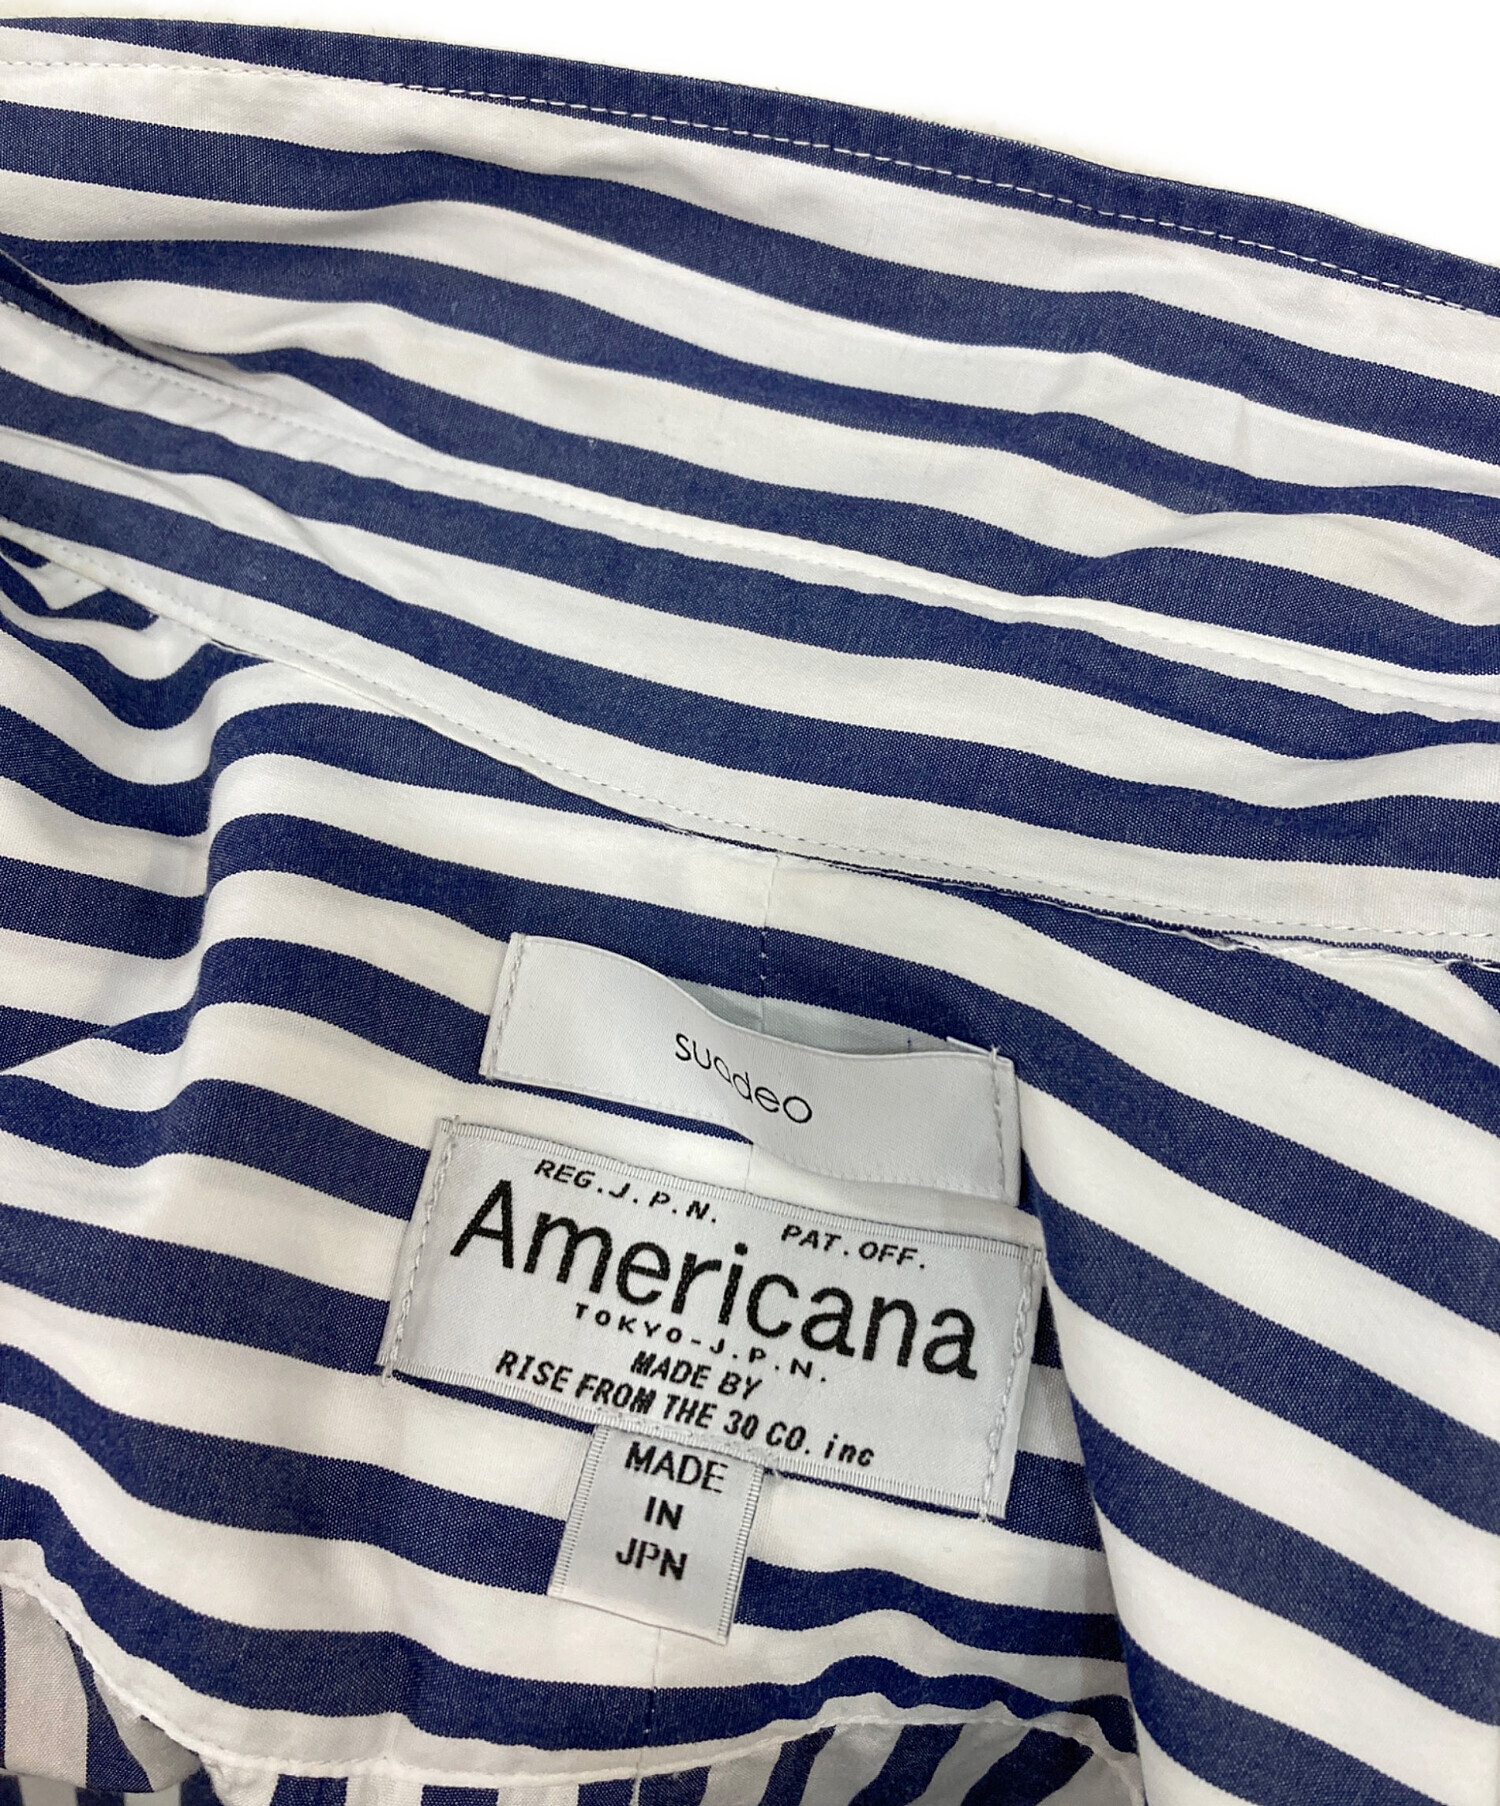 suadeo
REG.J.P.N. PAT.OFF.
Americana
TOKYO-J.P.N.
MADE BY
RISE FROM THE 30 CO. inc
MADE
IN
JPN